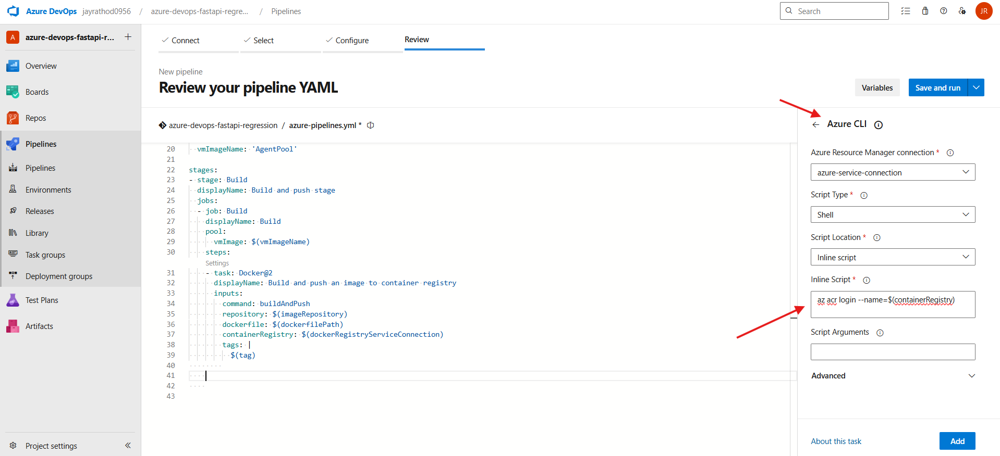 Azure DevOps jayrathod0956 / azure-devops-fastapi-regre... / Pipelines
Search
JR
A azure-devops-fastapi-r... +
Overview
Boards
Repos
Pipelines
Pipelines
Environments
Releases
Library
Task groups
Deployment groups
Test Plans
Artifacts
Project settings
Connect
Select
Configure
Review
New pipeline
Review your pipeline YAML
Variables
Save and run
azure-devops-fastapi-regression / azure-pipelines.yml *
20 vmImageName: 'AgentPool'
21
22 stages:
23 - stage: Build
24 displayName: Build and push stage
25 jobs:
26 - job: Build
27 displayName: Build
28 pool:
29 vmImage: $(vmImageName)
30 steps:
Settings
31 - task: Docker@2
32 displayName: Build and push an image to container registry
33 inputs:
34 command: buildAndPush
35 repository: $(imageRepository)
36 dockerfile: $(dockerfilePath)
37 containerRegistry: $(dockerRegistryServiceConnection)
38 tags: |
39 $(tag)
40
41
42
43
Azure CLI
Azure Resource Manager connection *
azure-service-connection
Script Type *
Shell
Script Location *
Inline script
Inline Script *
az acr login --name=$(containerRegistry)
Script Arguments
Advanced
About this task
Add